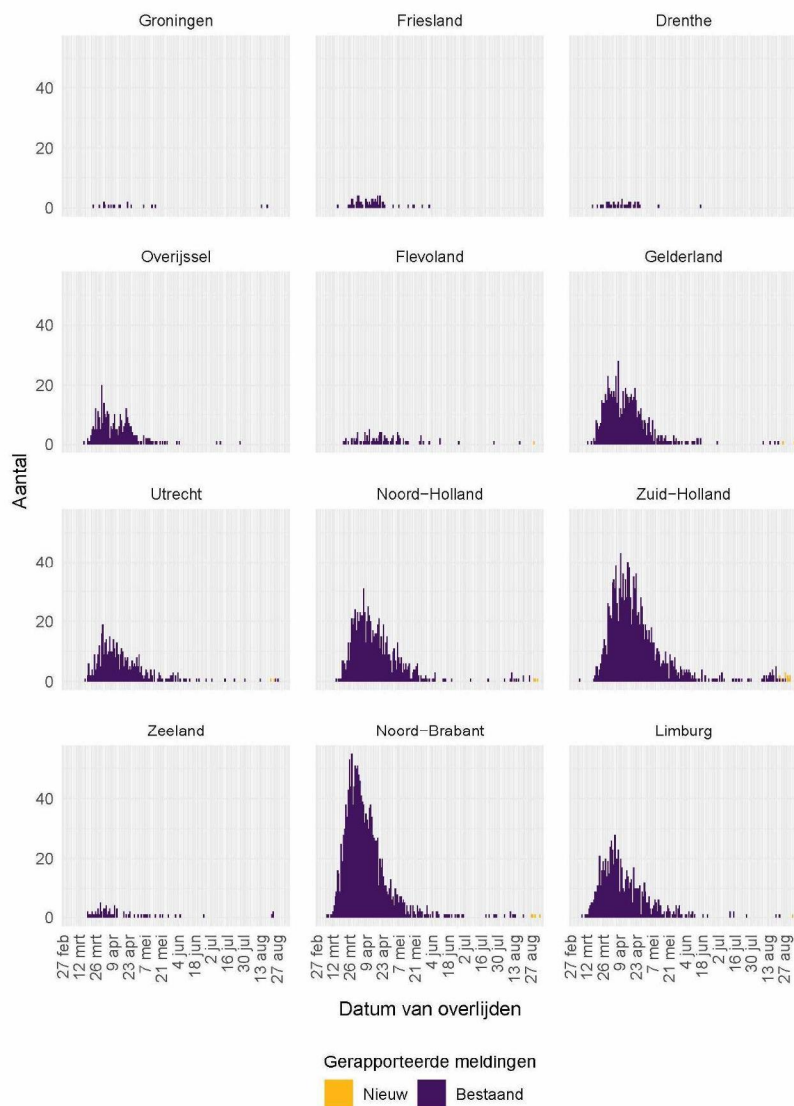 Groningen Friesland Drenthe
40
20
0
Overijssel Flevoland Gelderland
40
20
0
Aantal
Utrecht Noord−Holland Zuid−Holland
40
20
0
Zeeland Noord−Brabant Limburg
40
20
0
27 feb 12 mrt 26 mrt 9 apr 23 apr 7 mei 21 mei 4 jun 18 jun 2 jul 16 jul 30 jul 13 aug 27 aug
27 feb 12 mrt 26 mrt 9 apr 23 apr 7 mei 21 mei 4 jun 18 jun 2 jul 16 jul 30 jul 13 aug 27 aug
27 feb 12 mrt 26 mrt 9 apr 23 apr 7 mei 21 mei 4 jun 18 jun 2 jul 16 jul 30 jul 13 aug 27 aug
Datum van overlijden
Gerapporteerde meldingen
Nieuw Bestaand